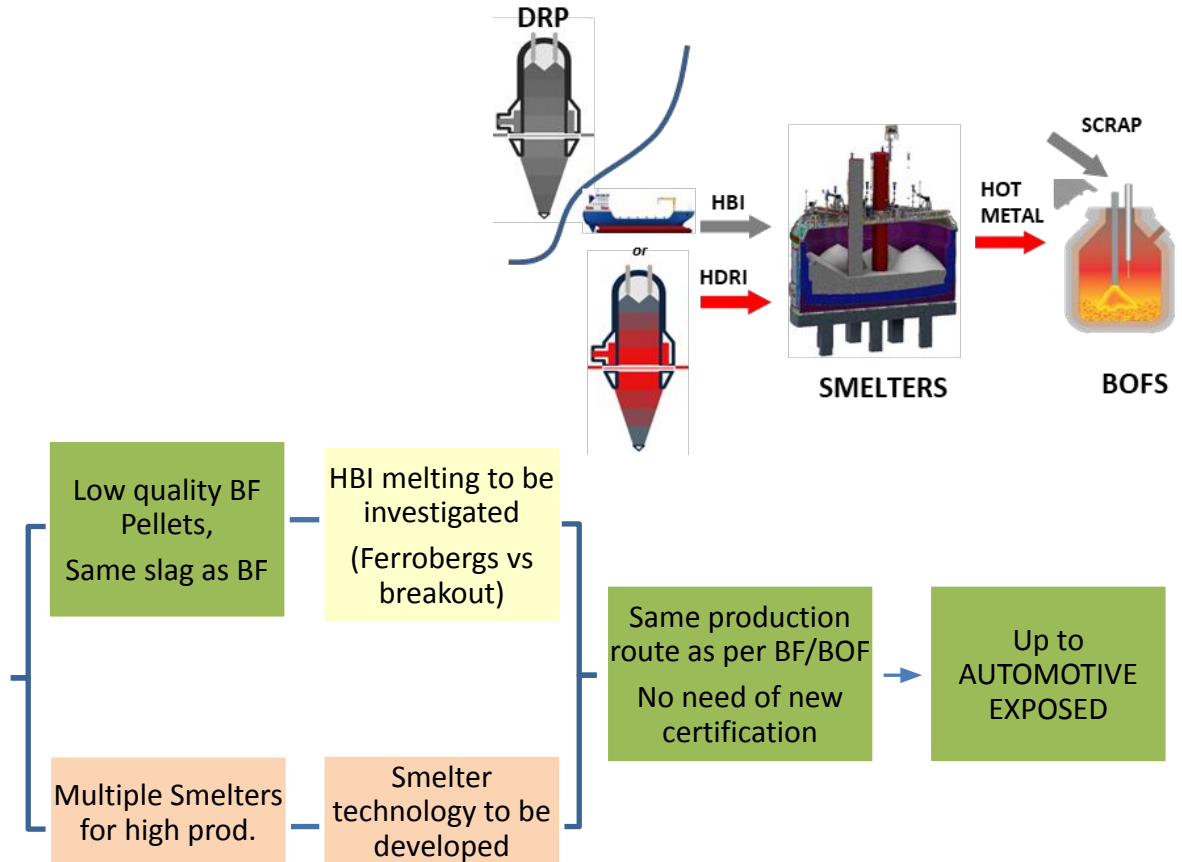 DRP
SCRAP
HBI
HOT
METAL
or
HDRI
SMELTERS
BOFS
Low quality BF
Pellets,
Same slag as BF
HBI melting to be
investigated
(Ferrobergs vs
breakout)
Same production
route as per BF/BOF
No need of new
certification
Up to
AUTOMOTIVE
EXPOSED
Multiple Smelters
for high prod.
Smelter
technology to be
developed